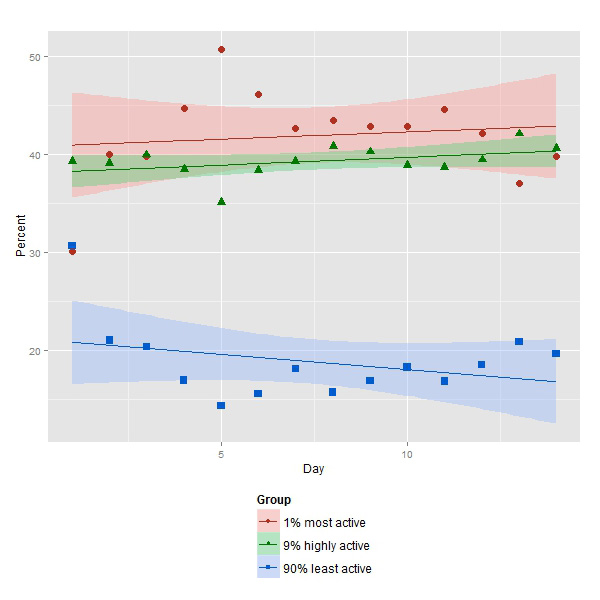 50
40
30
20
Percent
5 10
Day
Group
1% most active
9% highly active
90% least active